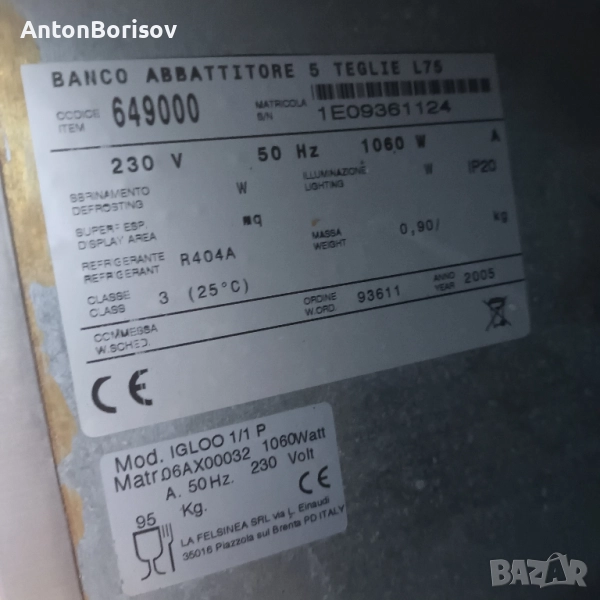 AntonBorisov
BANCO ABBATTITORE 5 TEGLIE L75
CODICE ITEM 649000 MATRICOLA S/N 1E09361124
230 V 50 Hz 1060 W A
SBRINAMENTO DEFROSTING W ILLUMINAZIONE LIGHTING W IP20
SUPERF ESP. DISPLAY AREA mq MASSA WEIGHT 0,90/ kg
REFRIGERANTE REFRIGERANT R404A
CLASSE CLASS 3 (25°C) ORDINE W.ORD. 93611 ANNO YEAR 2005
COMMESSA W.SCHED.
CE
Mod. IGLOO 1/1 P
Matr. 06AX00032 1060Watt
A. 50Hz. 230 Volt
95 Kg. CE
LA FELSINEA SRL via L. Einaudi
35016 Piazzola sul Brenta PD ITALY
BAZAR